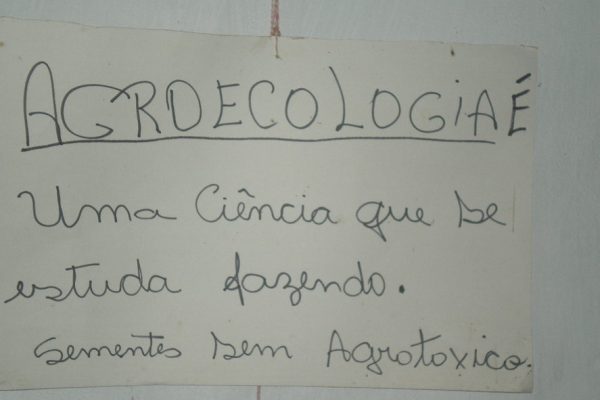 AGROECOLOGIA É
Uma Ciência que se
estuda fazendo.
Sementes sem Agrotoxico.